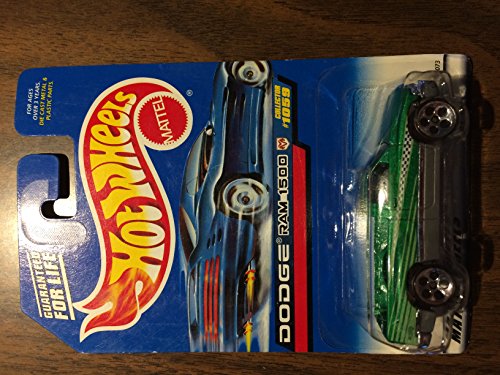 FOR AGES
OVER 3 YEARS.
DIE CAST METAL &
PLASTIC PARTS.
HOT WHEELS
®
MATTEL
GUARANTEED
FOR LIFE
COLLECTOR
#1059
DODGE® RAM 1500